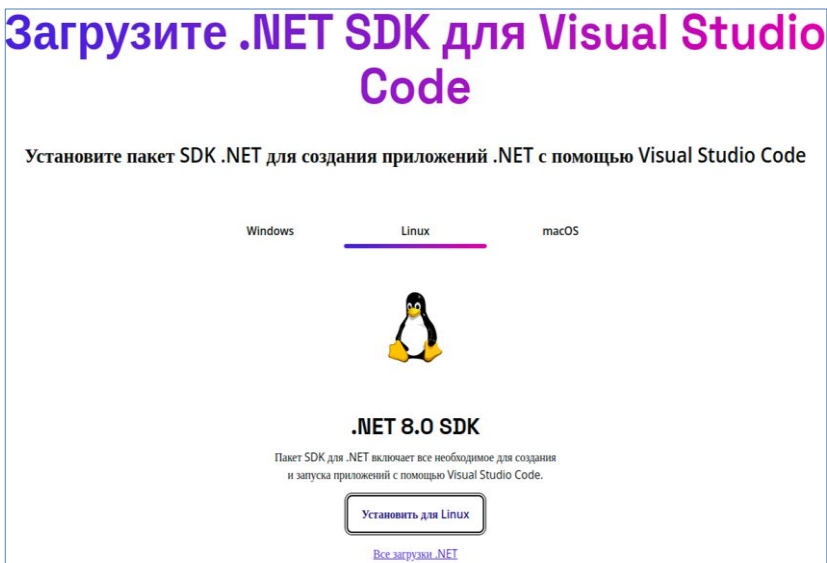 Загрузите .NET SDK для Visual Studio
Code
Установите пакет SDK .NET для создания приложений .NET с помощью Visual Studio Code
Windows
Linux
macOS
.NET 8.0 SDK
Пакет SDK для .NET включает все необходимое для создания
и запуска приложений с помощью Visual Studio Code.
Установить для Linux
Все загрузки .NET